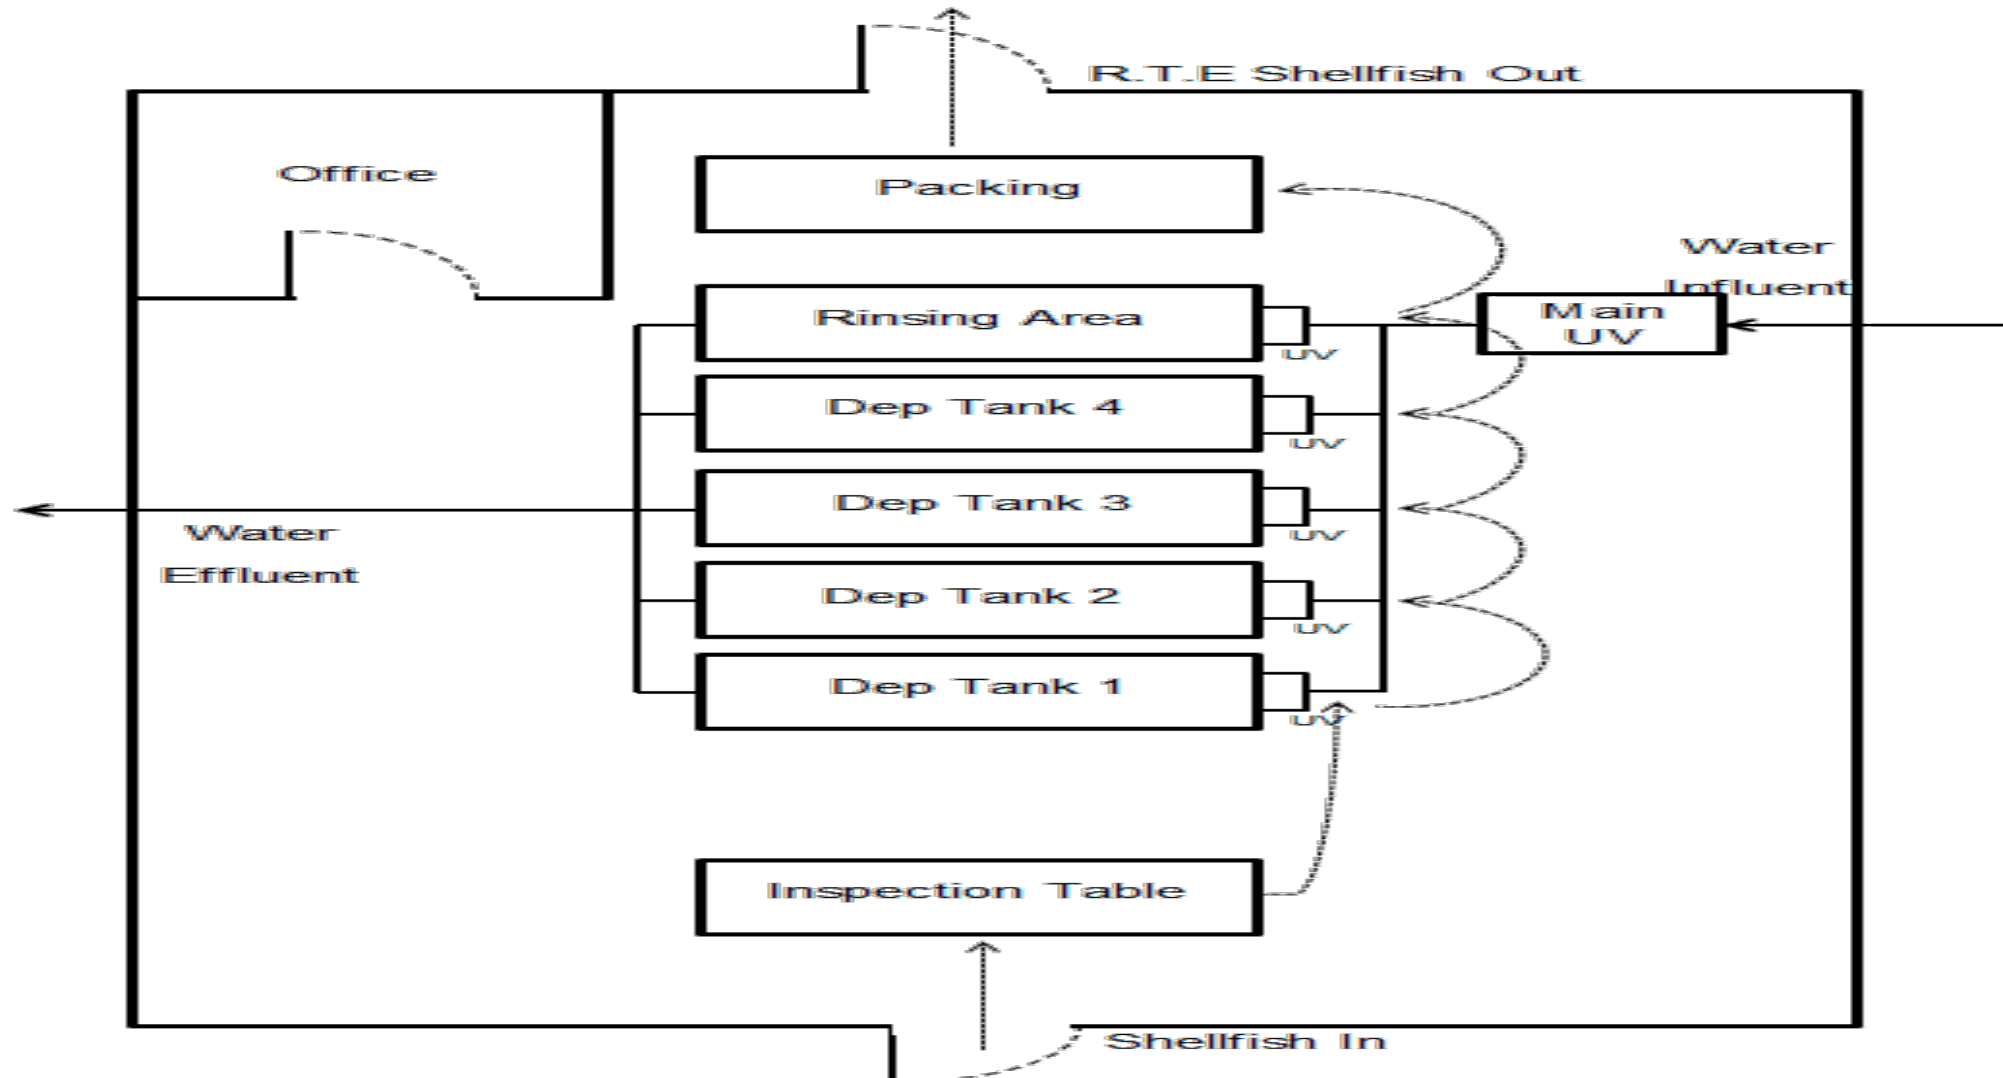 R.T.E Shellfish Out
Office
Packing
Water
Influent
Rinsing Area
Main
UV
UV
Dep Tank 4
UV
Dep Tank 3
UV
Water
Effluent
Dep Tank 2
UV
Dep Tank 1
UV
Inspection Table
Shellfish In